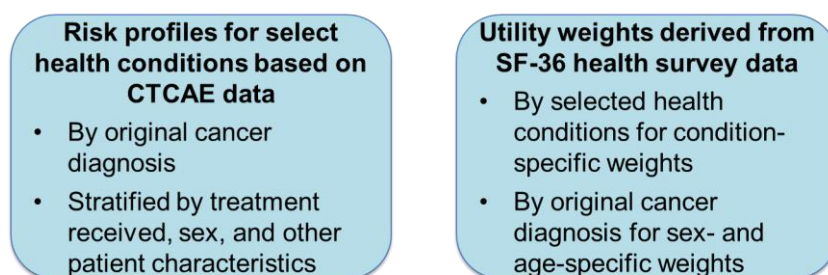 Risk profiles for select
health conditions based on
CTCAE data
• By original cancer
diagnosis
• Stratified by treatment
received, sex, and other
patient characteristics
Utility weights derived from
SF-36 health survey data
• By selected health
conditions for condition-
specific weights
• By original cancer
diagnosis for sex- and
age-specific weights